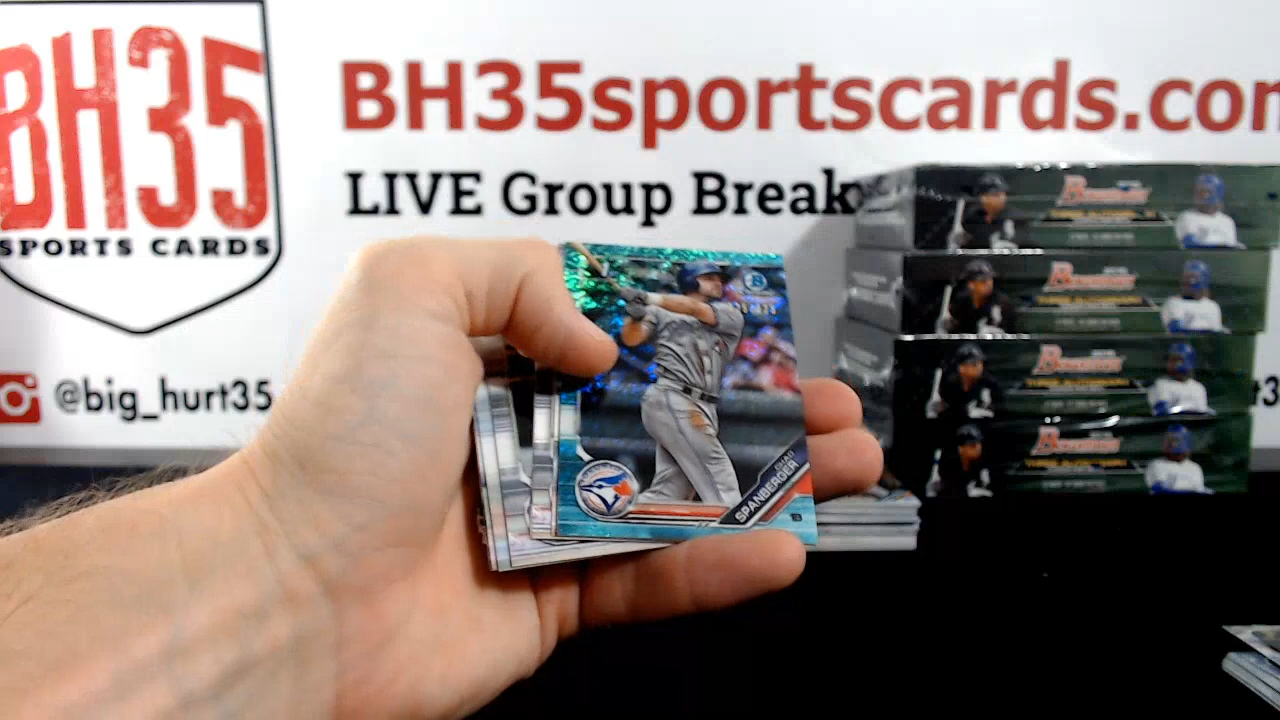 BH35
SPORTS CARDS
@big_hurt35
BH35sportscards.com
LIVE Group Break
Bowman
Bowman
Bowman
Bowman
CHAD
SPANBERGER